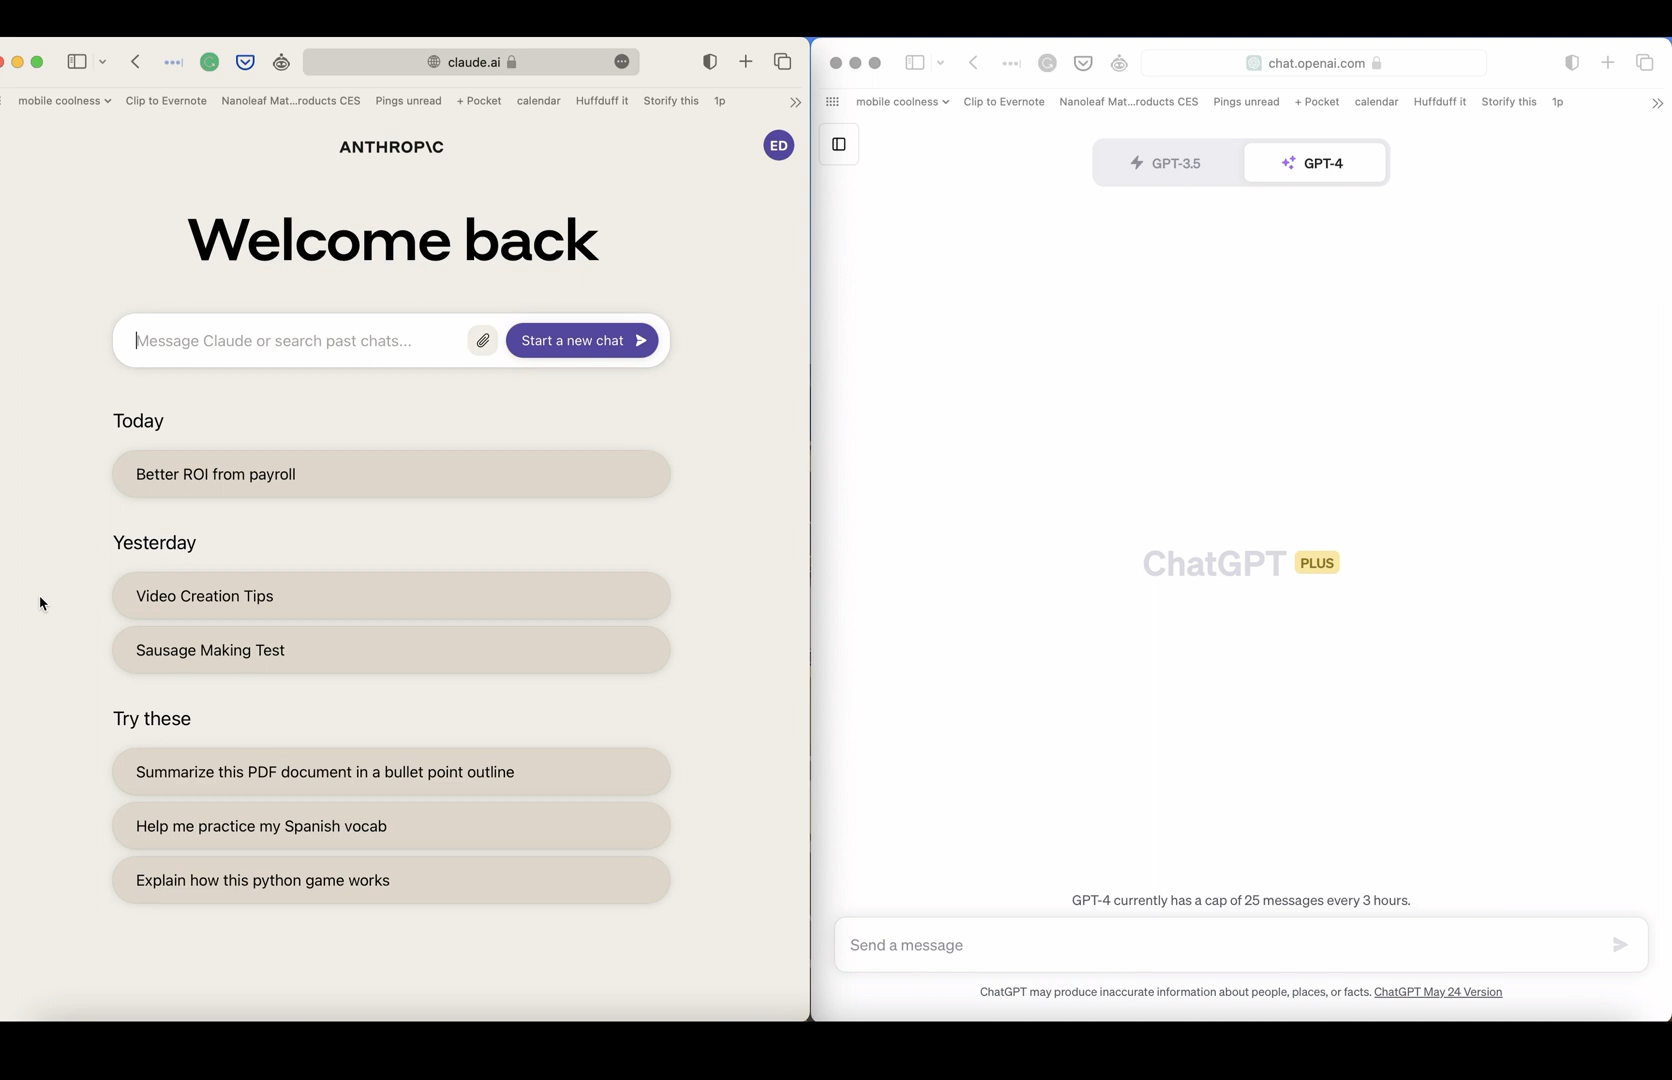 claude.ai
mobile coolness Clip to Evernote Nanoleaf Mat...roducts CES Pings unread + Pocket calendar Huffduff it Storify this 1p
ANTHROP\C
ED
Welcome back
Message Claude or search past chats...
Start a new chat
Today
Better ROI from payroll
Yesterday
Video Creation Tips
Sausage Making Test
Try these
Summarize this PDF document in a bullet point outline
Help me practice my Spanish vocab
Explain how this python game works
chat.openai.com
mobile coolness Clip to Evernote Nanoleaf Mat...roducts CES Pings unread + Pocket calendar Huffduff it Storify this 1p
GPT-3.5 GPT-4
ChatGPT PLUS
GPT-4 currently has a cap of 25 messages every 3 hours.
Send a message
ChatGPT may produce inaccurate information about people, places, or facts. ChatGPT May 24 Version